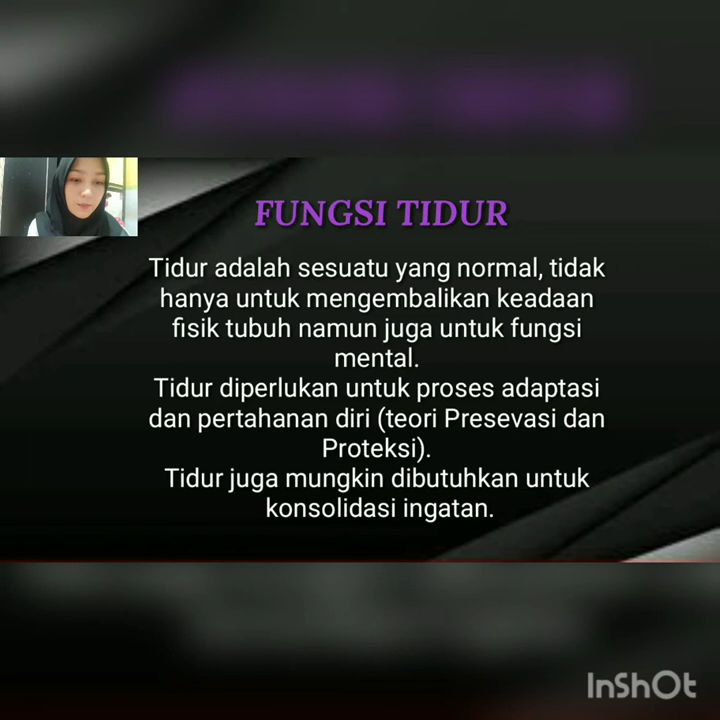 FUNGSI TIDUR
Tidur adalah sesuatu yang normal, tidak
hanya untuk mengembalikan keadaan
fisik tubuh namun juga untuk fungsi
mental.
Tidur diperlukan untuk proses adaptasi
dan pertahanan diri (teori Presevasi dan
Proteksi).
Tidur juga mungkin dibutuhkan untuk
konsolidasi ingatan.
InShOt